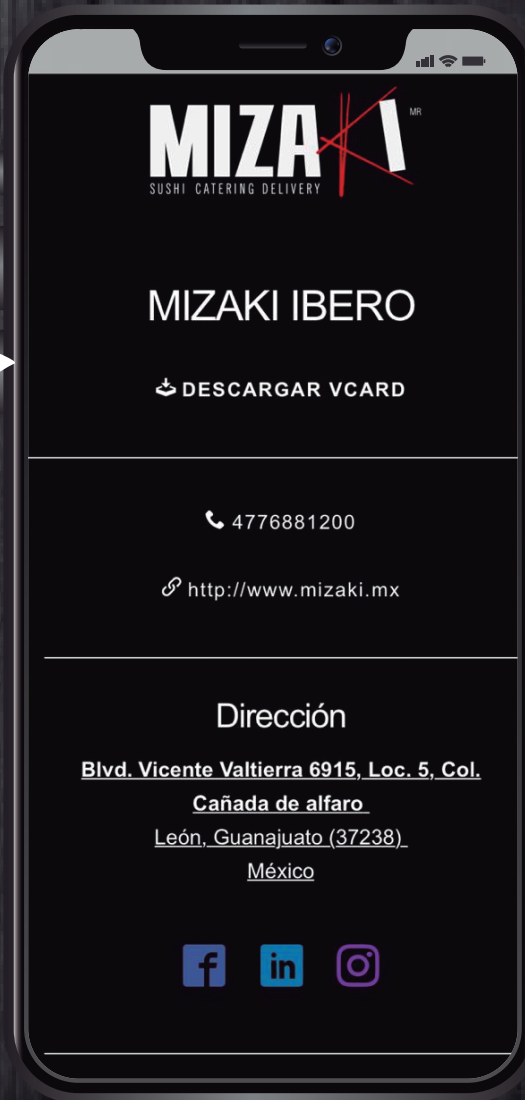 MIZAKI MR
SUSHI CATERING DELIVERY
MIZAKI IBERO
DESCARGAR VCARD
4776881200
http://www.mizaki.mx
Dirección
Blvd. Vicente Valtierra 6915, Loc. 5, Col.
Cañada de alfaro
León, Guanajuato (37238)
México
f
in